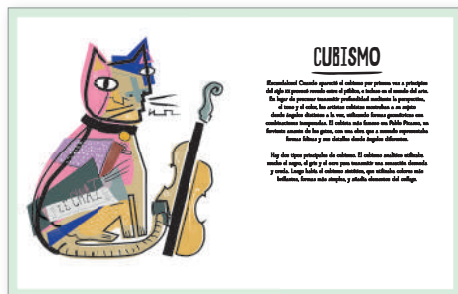 CUBISMO
¡Escandaloso! Cuando apareció el cubismo por primera vez a principios
del siglo XX provocó revuelo entre el público, e incluso en el mundo del arte.
En lugar de procurar transmitir profundidad mediante la perspectiva,
el tono y el color, los artistas cubistas mostraban a un sujeto
desde ángulos distintos a la vez, utilizando formas geométricas con
combinaciones inesperadas. El cubista más famoso era Pablo Picasso, un
ferviente amante de los gatos, con una obra que a menudo representaba
formas felinas y sus detalles desde ángulos diferentes.
Hay dos tipos principales de cubismo. El cubismo analítico utilizaba
mucho el negro, el gris y el ocre para transmitir una sensación
y cruda. Luego había el cubismo sintético, que utilizaba colores más
brillantes, formas más simples, y añadía elementos del collage.